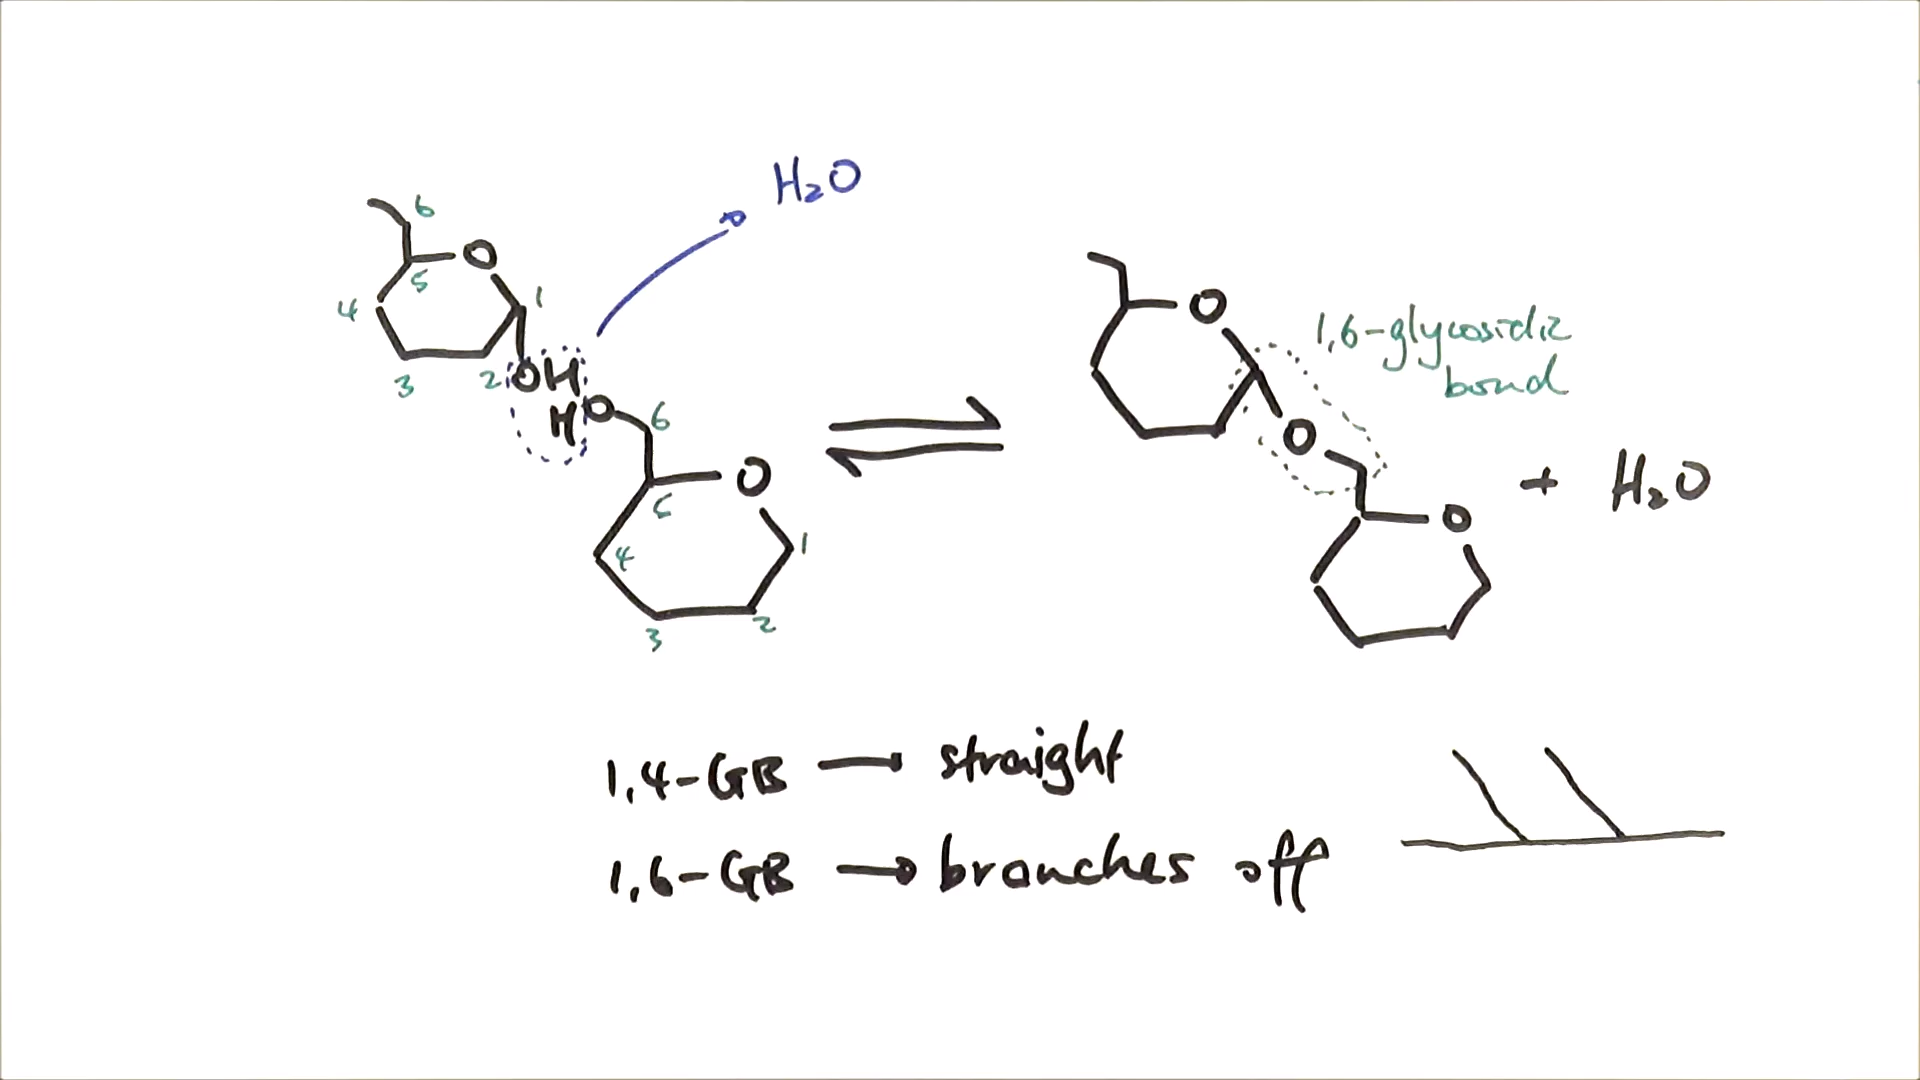 H₂O
6
O
5
4
1
3
2
OH
HO
6
O
5
4
1
3
2
O
1,6-glycosidic
bond
O
O
+ H₂O
1,4-GB → straight
1,6-GB → branches off